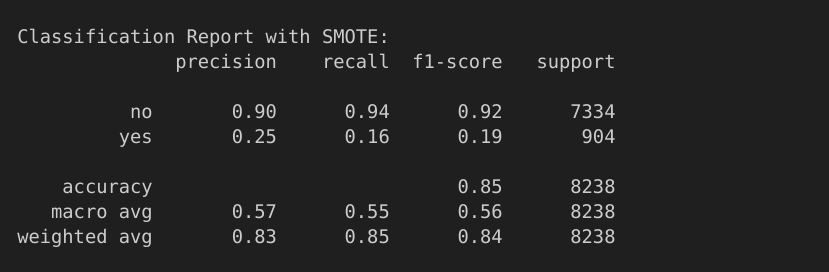 Classification Report with SMOTE:
precision recall f1-score support
no 0.90 0.94 0.92 7334
yes 0.25 0.16 0.19 904
accuracy 0.85 8238
macro avg 0.57 0.55 0.56 8238
weighted avg 0.83 0.85 0.84 8238